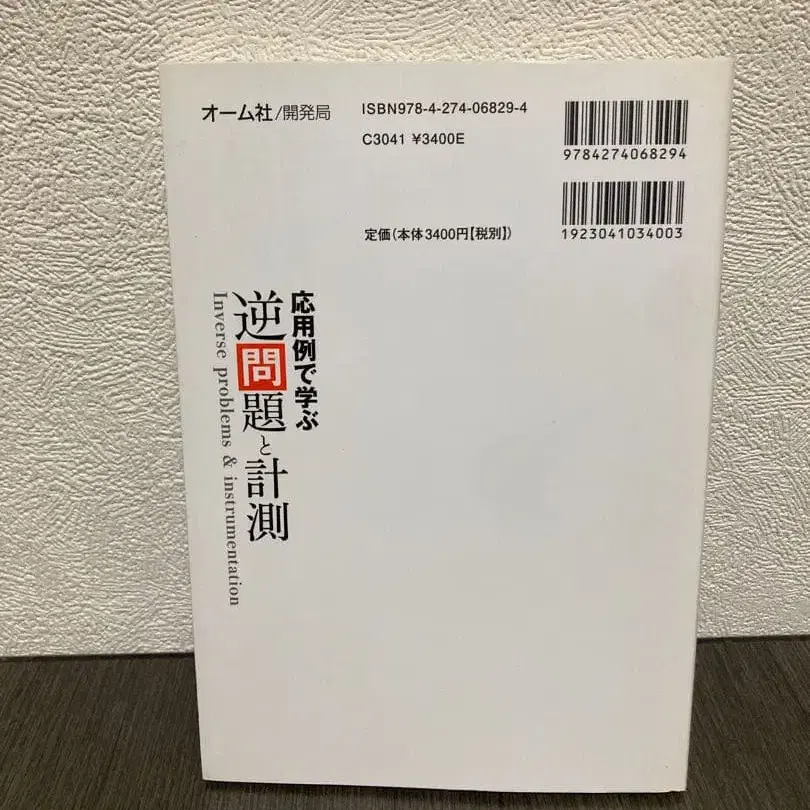 オーム社/開発局
ISBN978-4-274-06829-4
C3041 ¥3400E
9784274068294
1923041034003
定価(本体3400円【税別】)
応用例で学ぶ
逆問題と計測
Inverse problems & instrumentation